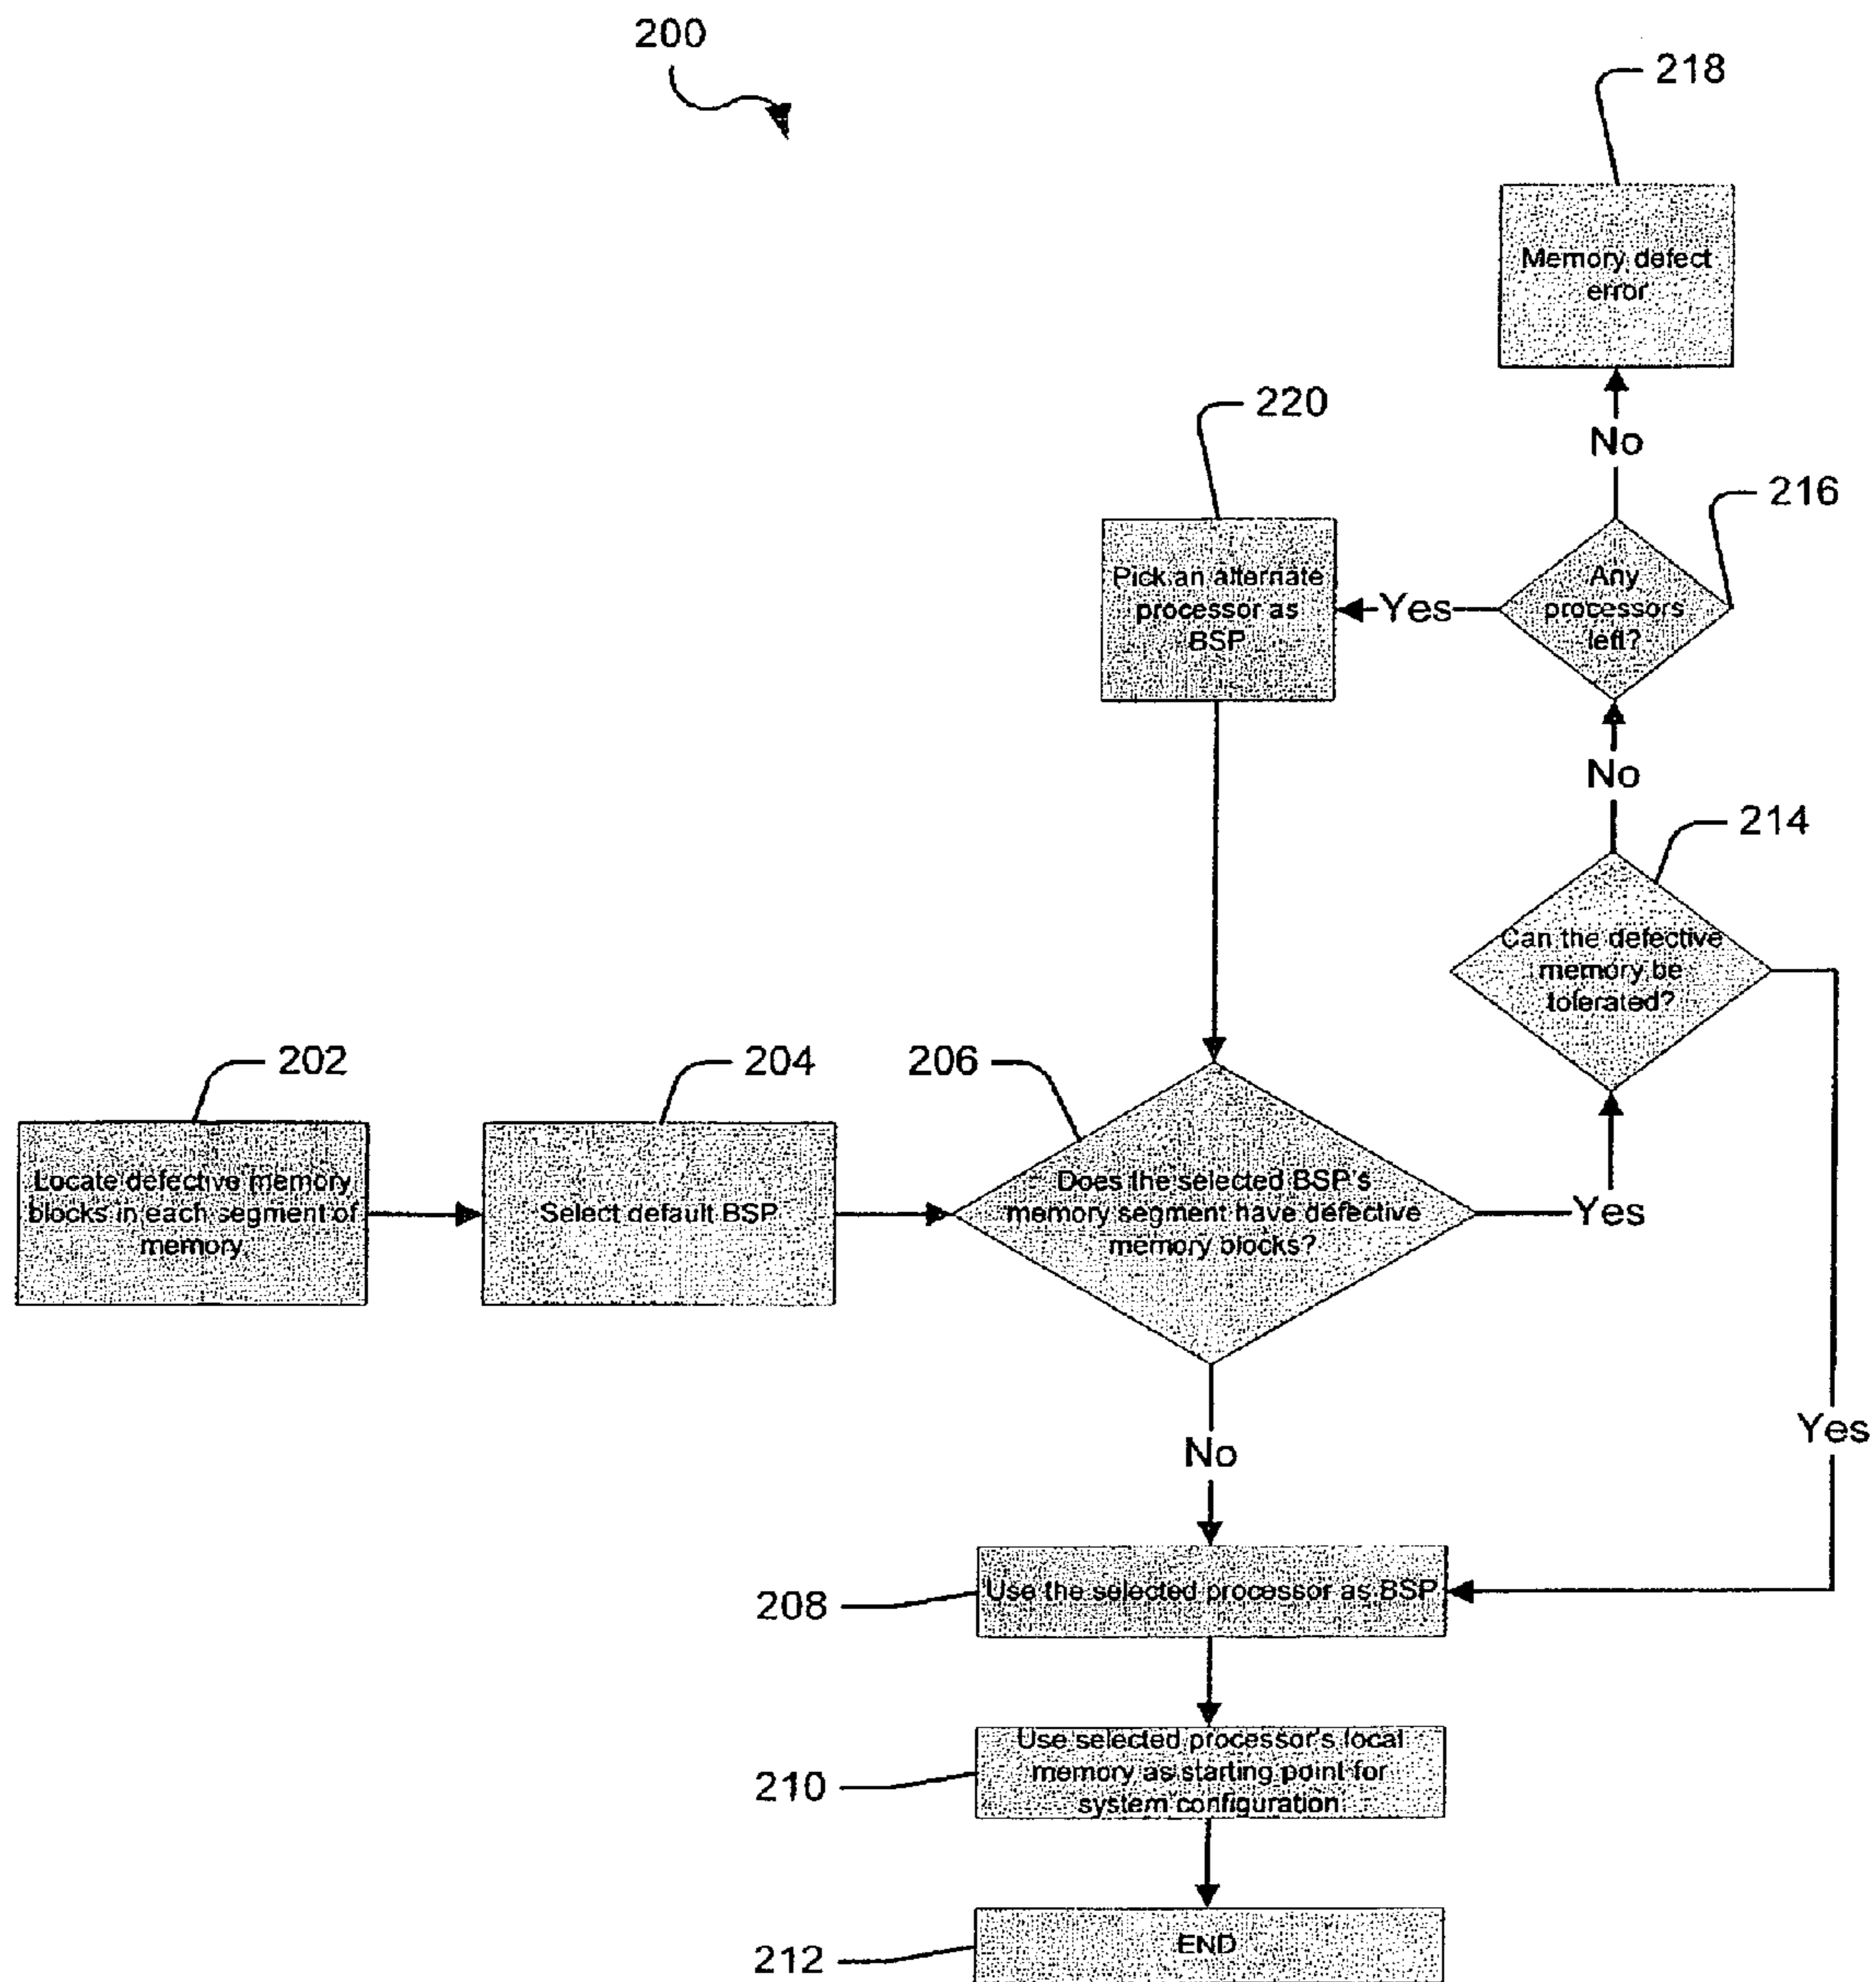 200
218
Memory defect
error
No
220
216
Pick an alternate
processor as
BSP
Yes
Any
processors
left?
No
214
Can the defective
memory be
tolerated?
202
204
206
Locate defective memory
blocks in each segment of
memory
Select default BSP
Does the selected BSP's
memory segment have defective
memory blocks?
Yes
Yes
No
208
Use the selected processor as BSP
210
Use selected processor's local
memory as starting point for
system configuration
212
END